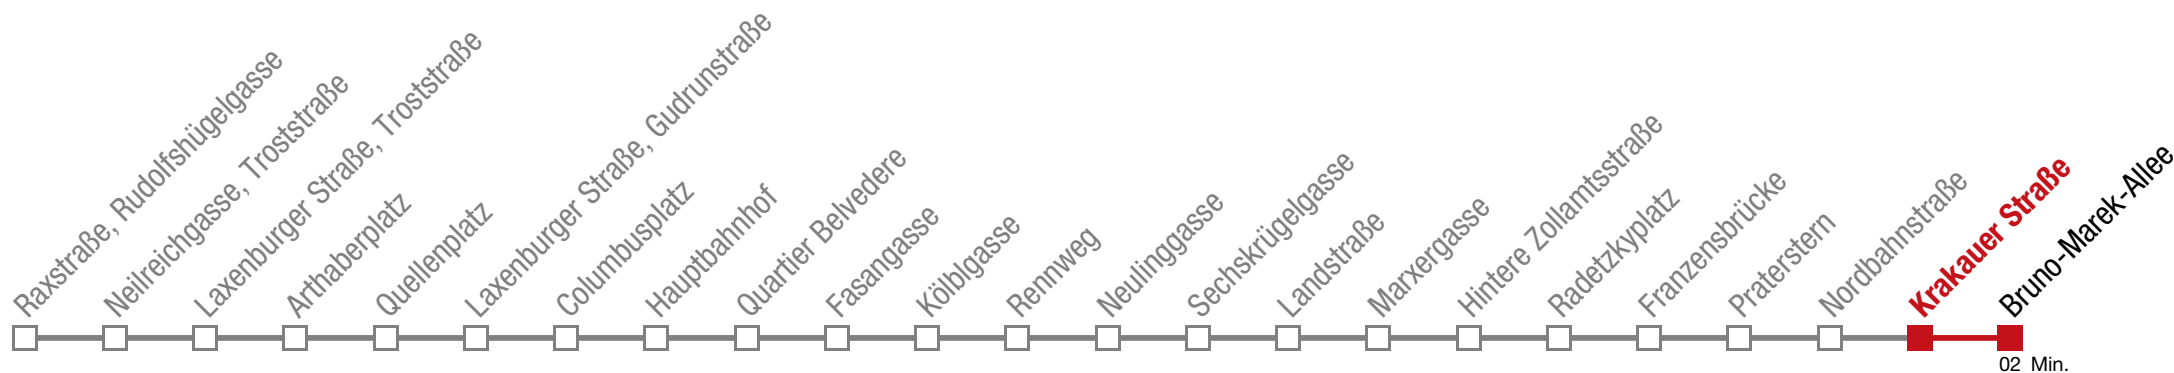 Raxstraße, Rudolfshügelgasse
Neilreichgasse, Troststraße
Laxenburger Straße, Troststraße
Arthaberplatz
Quellenplatz
Laxenburger Straße, Gudrunstraße
Columbusplatz
Hauptbahnhof
Quartier Belvedere
Fasangasse
Kölblgasse
Rennweg
Neulinggasse
Sechskrügelgasse
Landstraße
Marxergasse
Hintere Zollamtsstraße
Radetzkyplatz
Franzensbrücke
Praterstern
Nordbahnstraße
Krakauer Straße
Bruno-Marek-Allee
02 Min.